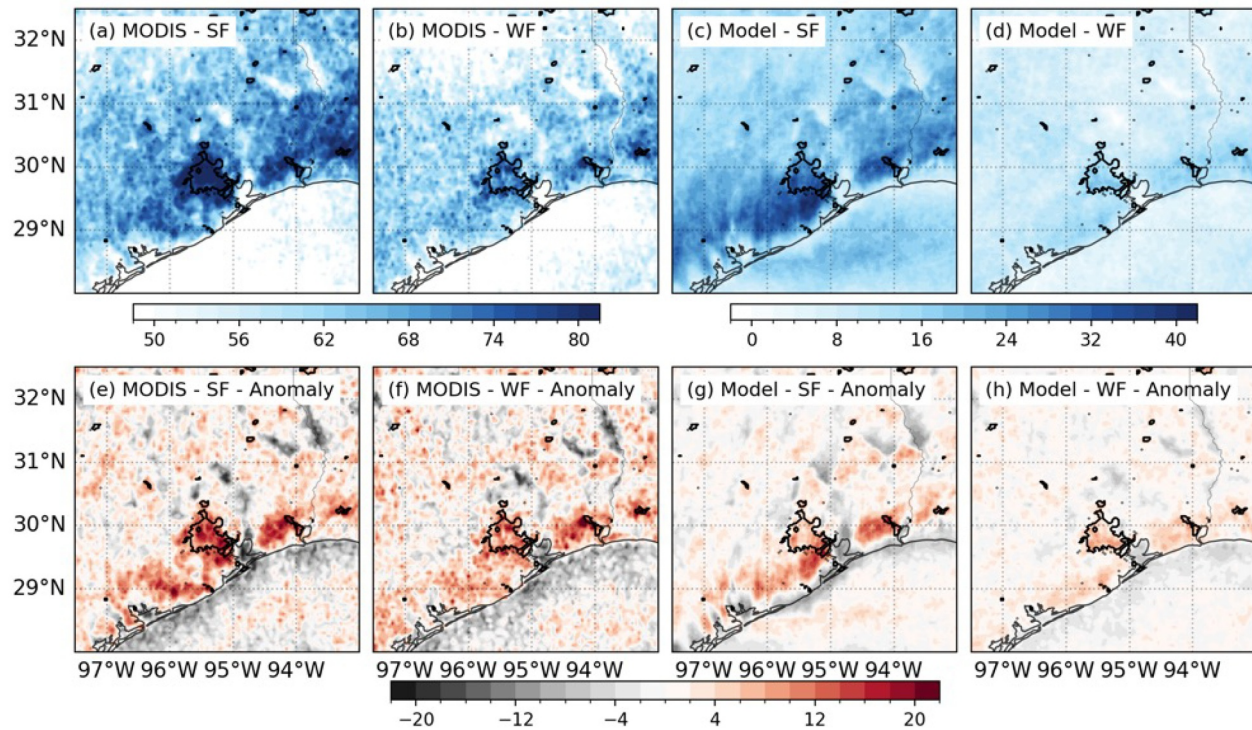 (a) MODIS - SF
(b) MODIS - WF
(c) Model - SF
(d) Model - WF
32°N
31°N
30°N
29°N
50 56 62 68 74 80
0 8 16 24 32 40
(e) MODIS - SF - Anomaly
(f) MODIS - WF - Anomaly
(g) Model - SF - Anomaly
(h) Model - WF - Anomaly
32°N
31°N
30°N
29°N
97°W 96°W 95°W 94°W
97°W 96°W 95°W 94°W
97°W 96°W 95°W 94°W
97°W 96°W 95°W 94°W
−20 −12 −4 4 12 20